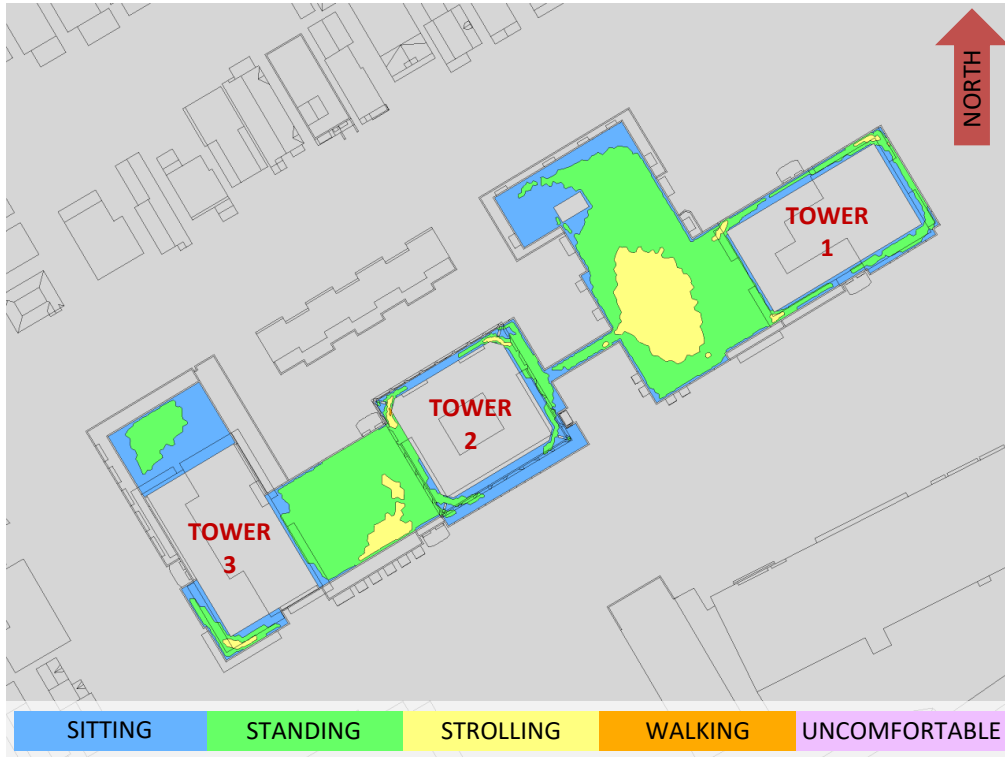 NORTH
TOWER
1
TOWER
2
TOWER
3
SITTING
STANDING
STROLLING
WALKING
UNCOMFORTABLE